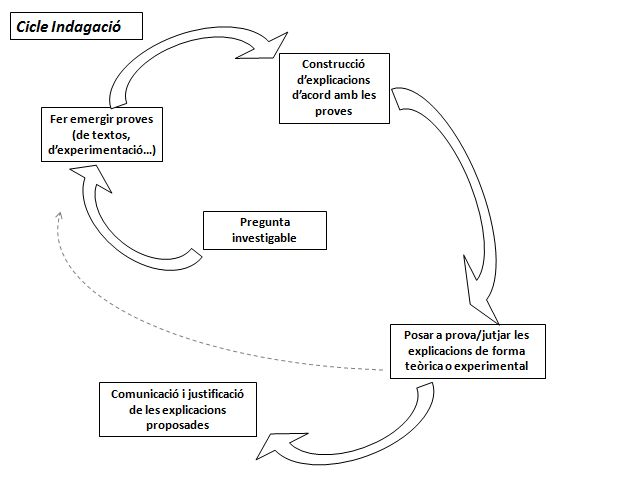 Cicle Indagació
Construcció
d’explicacions
d’acord amb les
proves
Fer emergir proves
(de textos,
d’experimentació...)
Pregunta
investigable
Posar a prova/jutjar les
explicacions de forma
teòrica o experimental
Comunicació i justificació
de les explicacions
proposades